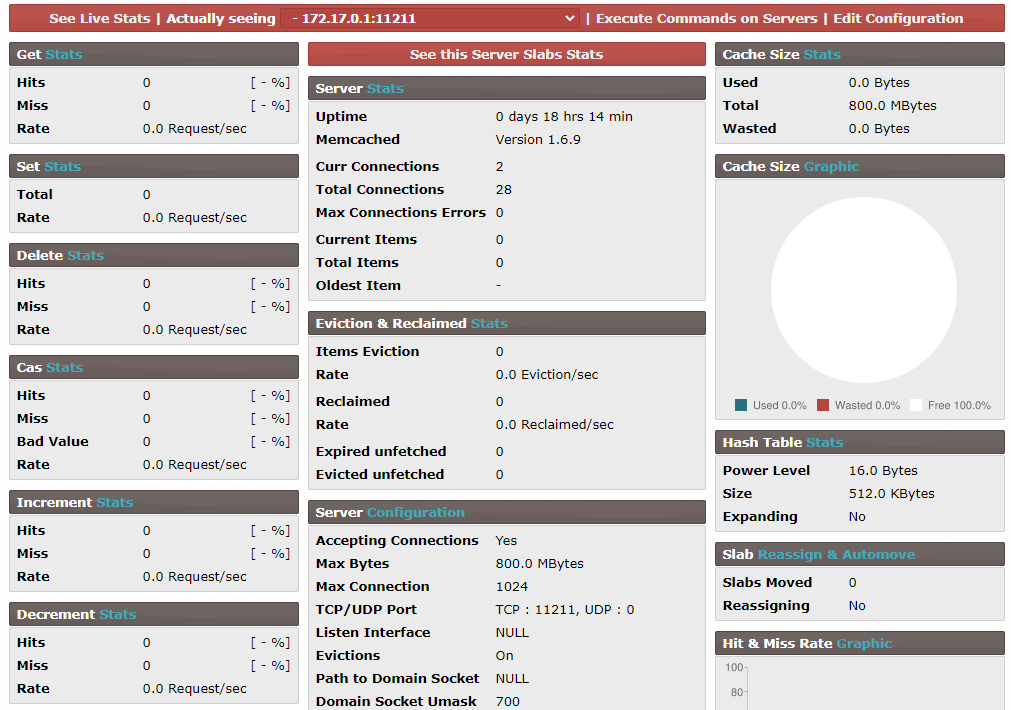 See Live Stats | Actually seeing - 172.17.0.1:11211 | Execute Commands on Servers | Edit Configuration
Get Stats
Hits 0 [ - %]
Miss 0 [ - %]
Rate 0.0 Request/sec
Set Stats
Total 0
Rate 0.0 Request/sec
Delete Stats
Hits 0 [ - %]
Miss 0 [ - %]
Rate 0.0 Request/sec
Cas Stats
Hits 0 [ - %]
Miss 0 [ - %]
Bad Value 0 [ - %]
Rate 0.0 Request/sec
Increment Stats
Hits 0 [ - %]
Miss 0 [ - %]
Rate 0.0 Request/sec
Decrement Stats
Hits 0 [ - %]
Miss 0 [ - %]
Rate 0.0 Request/sec
See this Server Slabs Stats
Server Stats
Uptime 0 days 18 hrs 14 min
Memcached Version 1.6.9
Curr Connections 2
Total Connections 28
Max Connections Errors 0
Current Items 0
Total Items 0
Oldest Item -
Eviction & Reclaimed Stats
Items Eviction 0
Rate 0.0 Eviction/sec
Reclaimed 0
Rate 0.0 Reclaimed/sec
Expired unfetched 0
Evicted unfetched 0
Server Configuration
Accepting Connections Yes
Max Bytes 800.0 MBytes
Max Connection 1024
TCP/UDP Port TCP : 11211, UDP : 0
Listen Interface NULL
Evictions On
Path to Domain Socket NULL
Domain Socket Umask 700
Cache Size Stats
Used 0.0 Bytes
Total 800.0 MBytes
Wasted 0.0 Bytes
Cache Size Graphic
Used 0.0% Wasted 0.0% Free 100.0%
Hash Table Stats
Power Level 16.0 Bytes
Size 512.0 KBytes
Expanding No
Slab Reassign & Automove
Slabs Moved 0
Reassigning No
Hit & Miss Rate Graphic
100
80